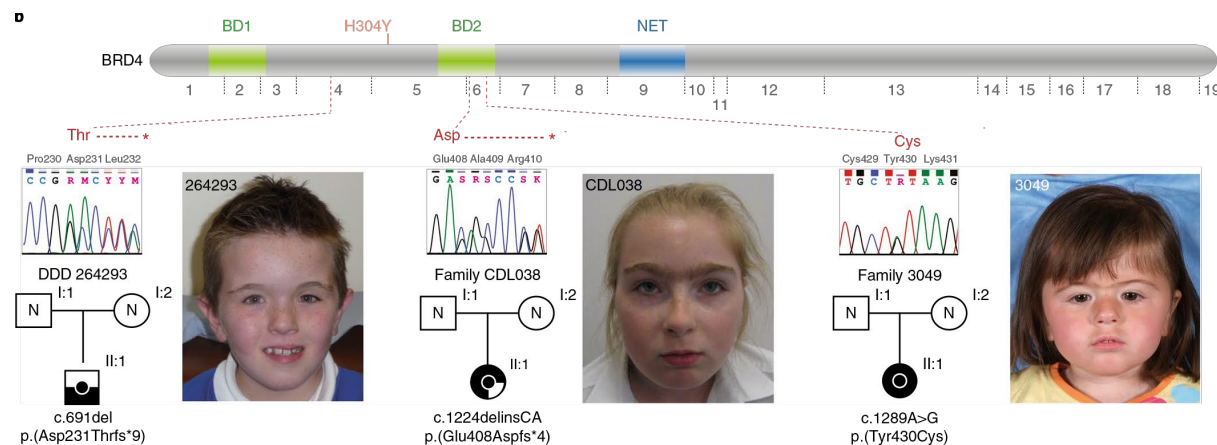 b
BD1 H304Y BD2 NET
BRD4
1 2 3 4 5 6 7 8 9 10 11 12 13 14 15 16 17 18 19
Thr * Asp * Cys
Pro230 Asp231 Leu232
C C G R M C Y Y M
264293
DDD 264293
N I:1 N I:2
II:1
c.691del
p.(Asp231Thrfs*9)
Glu408 Ala409 Arg410
G A S R S C C S K
CDL038
Family CDL038
N I:1 N I:2
II:1
c.1224delinsCA
p.(Glu408Aspfs*4)
Cys429 Tyr430 Lys431
T G C T R T A A G
3049
Family 3049
N I:1 N I:2
II:1
c.1289A>G
p.(Tyr430Cys)